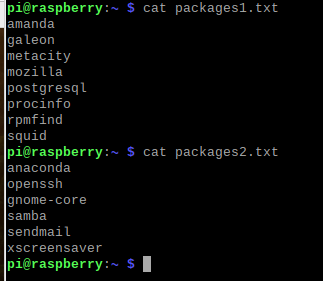 pi@raspberry:~ $ cat packages1.txt
amanda
galeon
metacity
mozilla
postgresql
procinfo
rpmfind
squid
pi@raspberry:~ $ cat packages2.txt
anaconda
openssh
gnome-core
samba
sendmail
xscreensaver
pi@raspberry:~ $